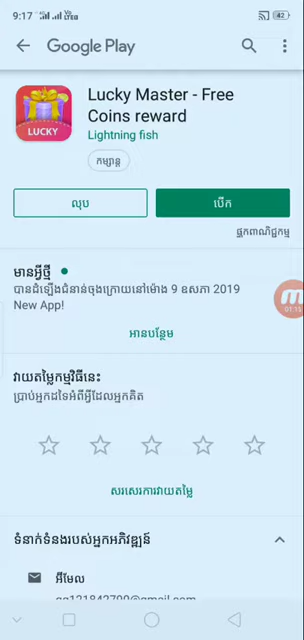 9:17
42
Google Play
Lucky Master - Free
Coins reward
Lightning fish
LUCKY
កម្សាន្ត
លុប
បើក
ផ្នកពាណិជ្ជកម្ម
មានអ្វីថ្មី
បានដំឡើងជំនាន់ចុងក្រោយនៅម៉ោង 9 ឧសភា 2019
New App!
01:15
អានបន្ថែម
វាយតម្លៃកម្មវិធីនេះ
ប្រាប់អ្នកដទៃអំពីអ្វីដែលអ្នកគិត
សរសេរការវាយតម្លៃ
ទំនាក់ទំនងរបស់អ្នកអភិវឌ្ឍន៍
អ៊ីមែល